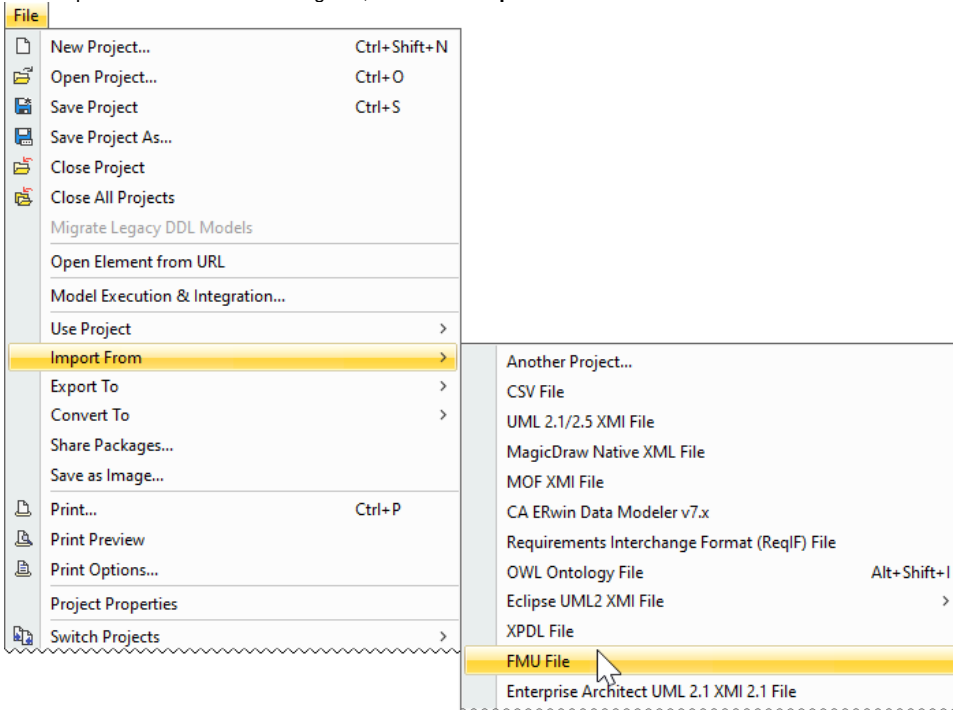 File
New Project... Ctrl+Shift+N
Open Project... Ctrl+O
Save Project Ctrl+S
Save Project As...
Close Project
Close All Projects
Migrate Legacy DDL Models
Open Element from URL
Model Execution & Integration...
Use Project >
Import From >
Export To >
Convert To >
Share Packages...
Save as Image...
Print... Ctrl+P
Print Preview
Print Options...
Project Properties
Switch Projects >
Another Project...
CSV File
UML 2.1/2.5 XMI File
MagicDraw Native XML File
MOF XMI File
CA ERwin Data Modeler v7.x
Requirements Interchange Format (ReqIF) File
OWL Ontology File Alt+Shift+I
Eclipse UML2 XMI File >
XPDL File
FMU File
Enterprise Architect UML 2.1 XMI 2.1 File